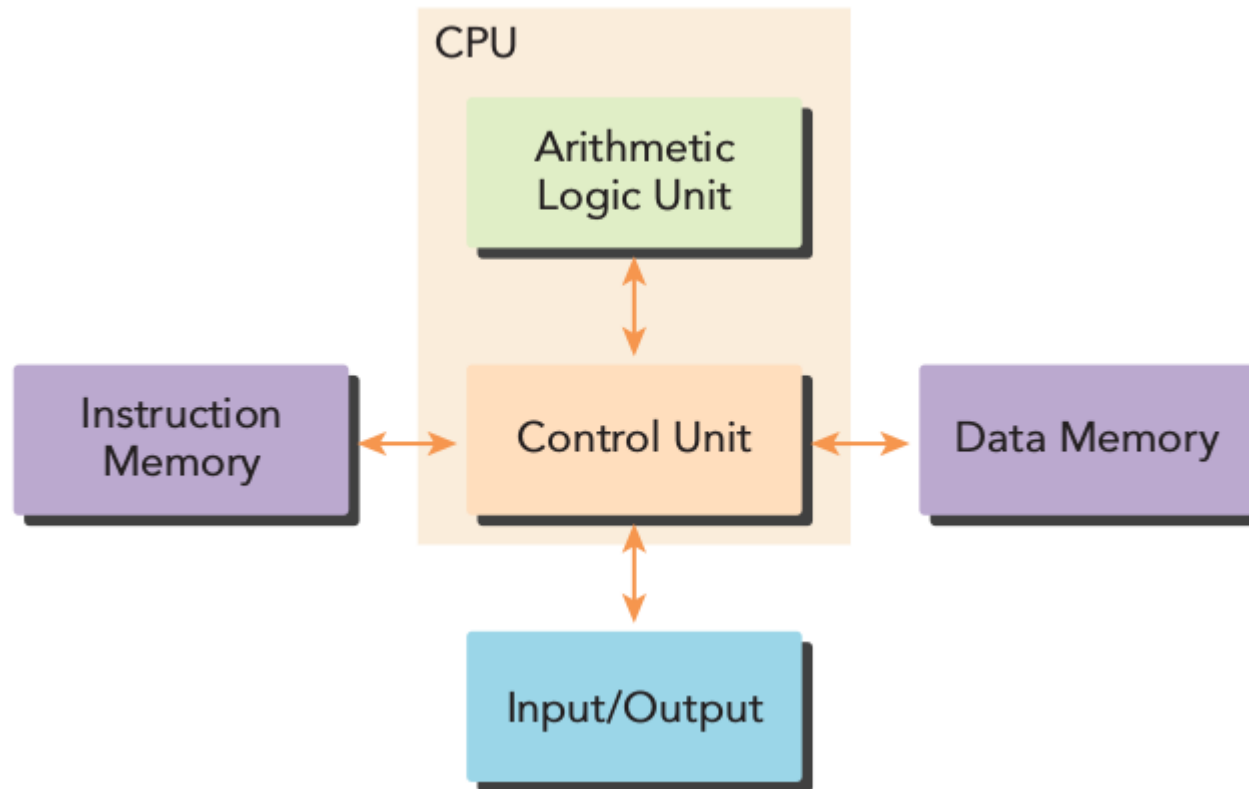 CPU
Arithmetic
Logic Unit
Instruction
Memory
Control Unit
Data Memory
Input/Output